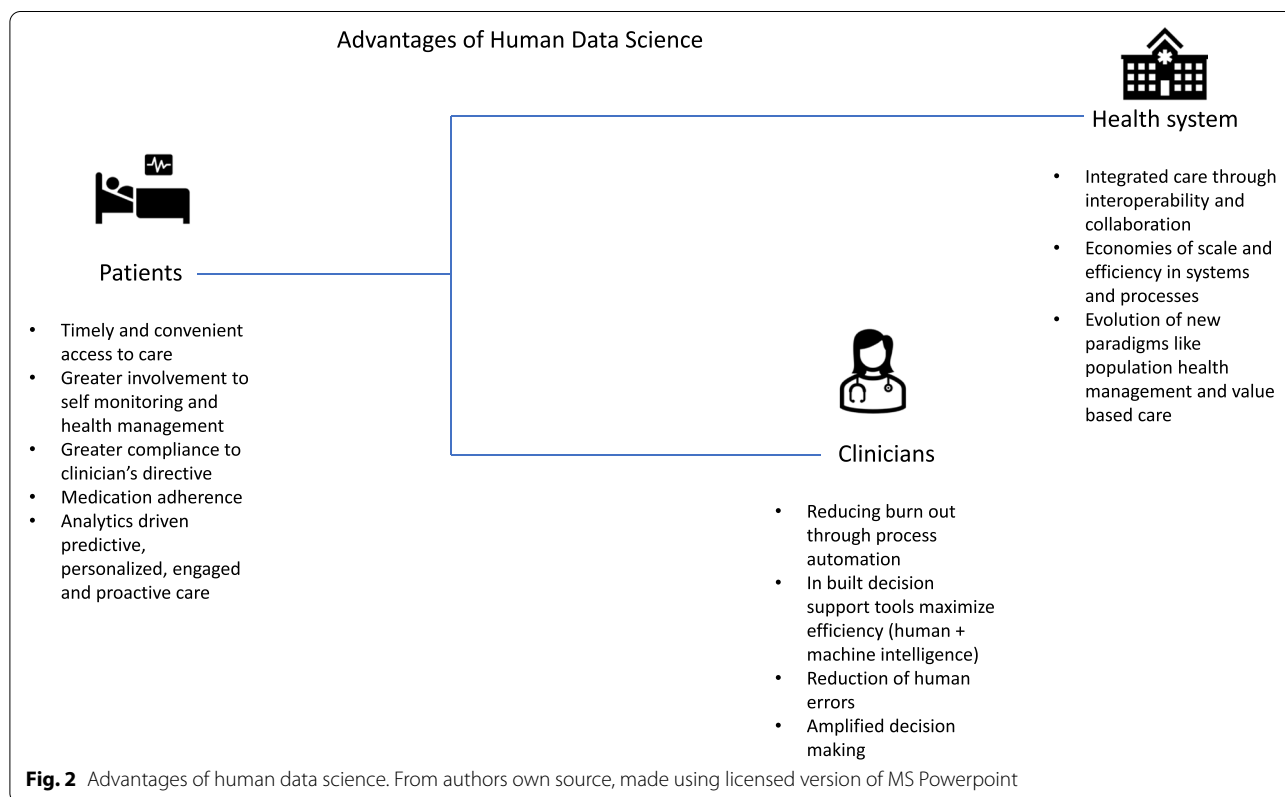 Advantages of Human Data Science
Health system
• Integrated care through
interoperability and
collaboration
• Economies of scale and
efficiency in systems
and processes
• Evolution of new
paradigms like
population health
management and value
based care
Patients
• Timely and convenient
access to care
• Greater involvement to
self monitoring and
health management
• Greater compliance to
clinician’s directive
• Medication adherence
• Analytics driven
predictive,
personalized, engaged
and proactive care
Clinicians
• Reducing burn out
through process
automation
• In built decision
support tools maximize
efficiency (human +
machine intelligence)
• Reduction of human
errors
• Amplified decision
making
Fig. 2 Advantages of human data science. From authors own source, made using licensed version of MS Powerpoint